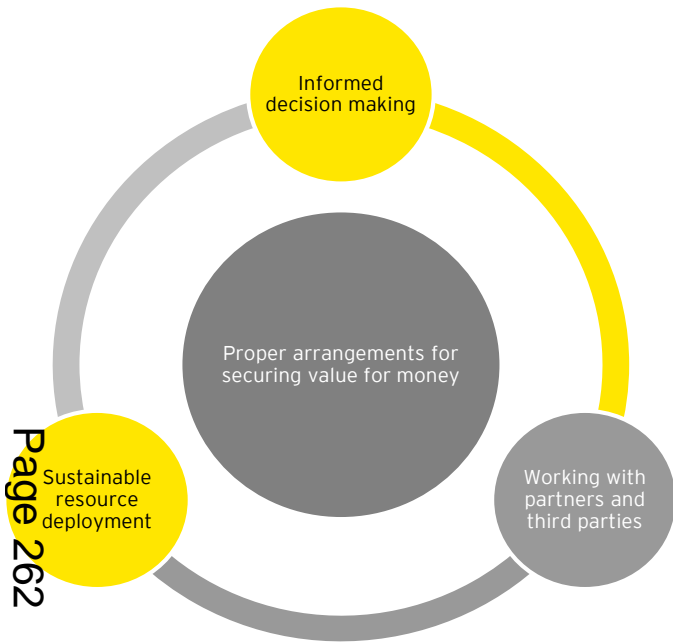 Informed
decision making
Proper arrangements for
securing value for money
Sustainable
resource
deployment
Working with
partners and
third parties
Page 262